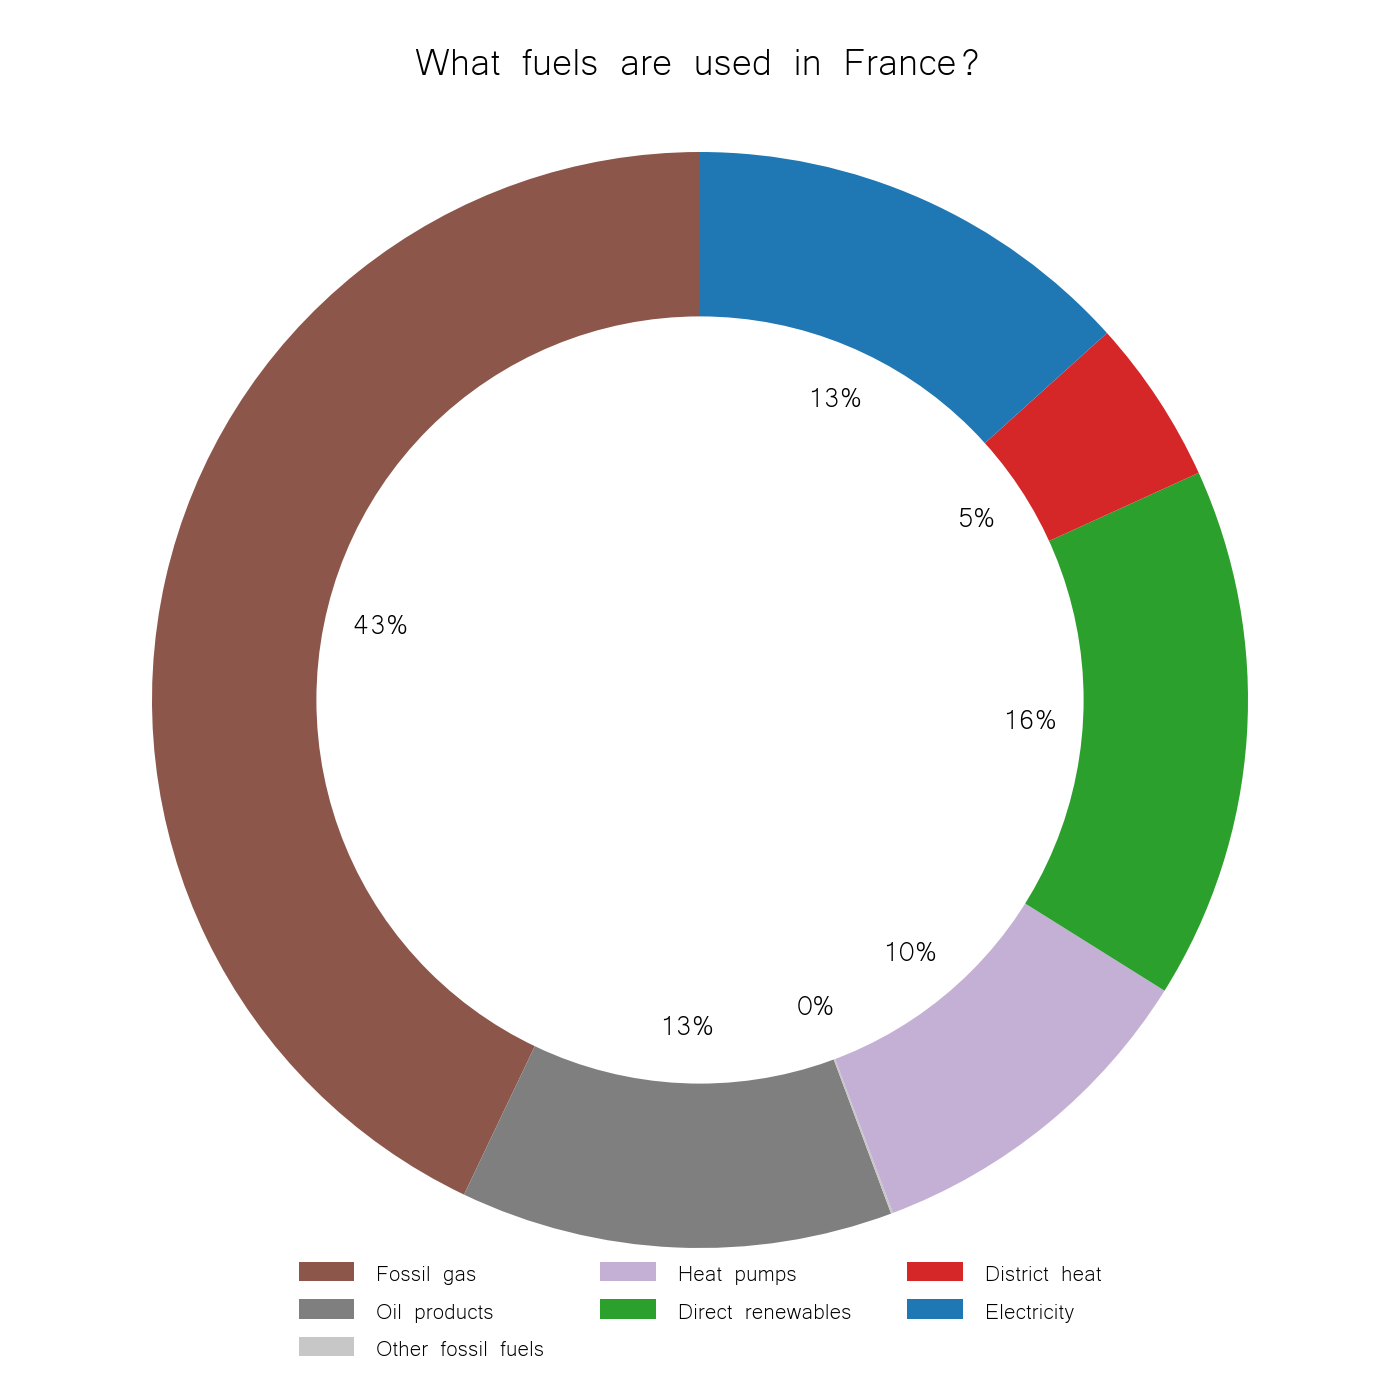 What fuels are used in France?
13%
5%
43%
16%
10%
0%
13%
Fossil gas
Oil products
Other fossil fuels
Heat pumps
Direct renewables
District heat
Electricity